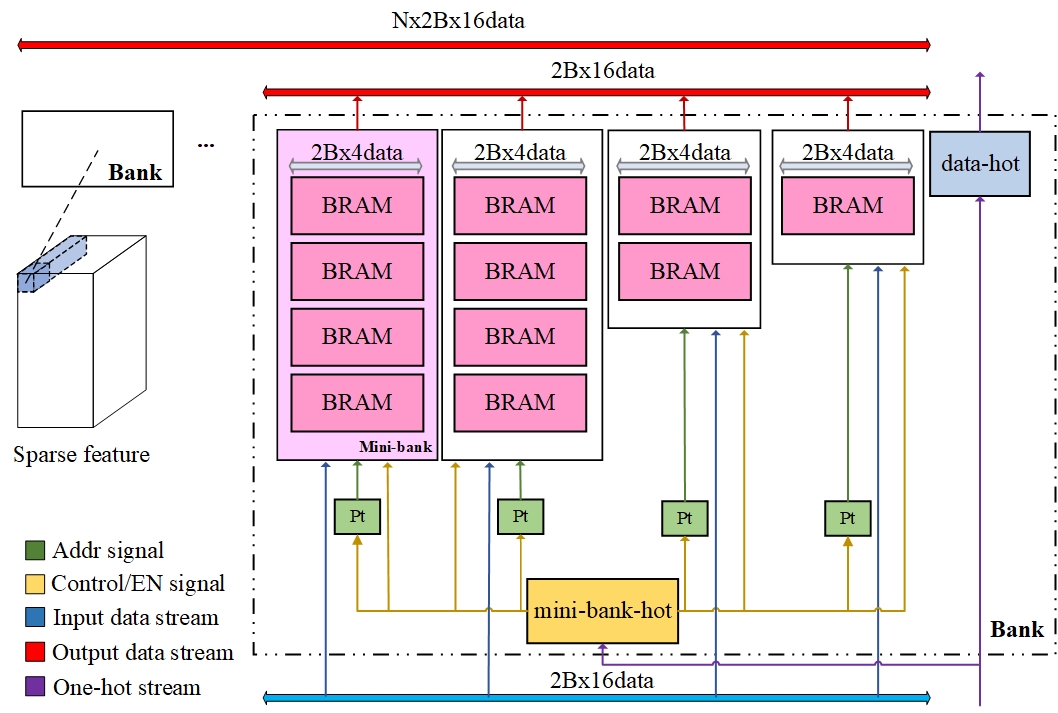 Nx2Bx16data
2Bx16data
Bank
...
2Bx4data
2Bx4data
2Bx4data
2Bx4data
data-hot
BRAM
BRAM
BRAM
BRAM
BRAM
BRAM
BRAM
BRAM
BRAM
BRAM
BRAM
Mini-bank
Sparse feature
Pt
Pt
Pt
Pt
Addr signal
Control/EN signal
Input data stream
Output data stream
One-hot stream
mini-bank-hot
Bank
2Bx16data